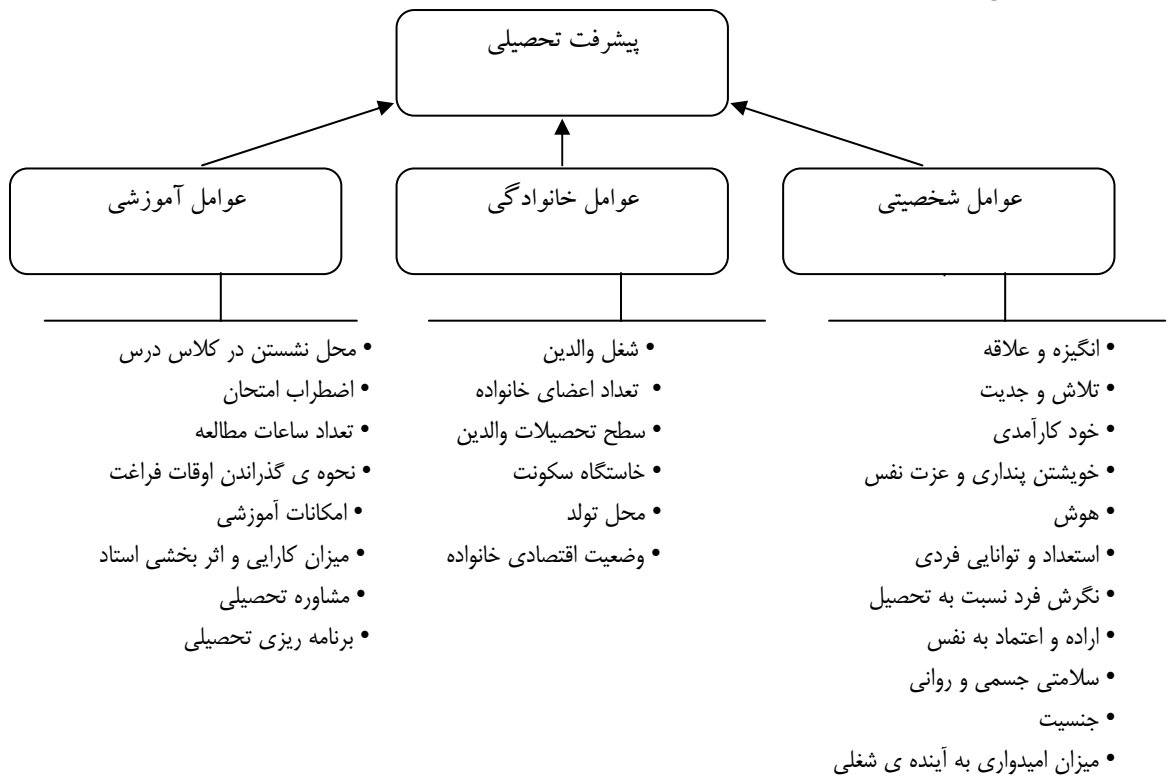 پیشرفت تحصیلی
عوامل شخصیتی
عوامل خانوادگی
عوامل آموزشی
• انگیزه و علاقه
• تلاش و جدیت
• خود کارآمدی
• خویشتن پنداری و عزت نفس
• هوش
• استعداد و توانایی فردی
• نگرش فرد نسبت به تحصیل
• اراده و اعتماد به نفس
• سلامتی جسمی و روانی
• جنسیت
• میزان امیدواری به آینده ی شغلی
• شغل والدین
• تعداد اعضای خانواده
• سطح تحصیلات والدین
• خاستگاه سکونت
• محل تولد
• وضعیت اقتصادی خانواده
• محل نشستن در کلاس درس
• اضطراب امتحان
• تعداد ساعات مطالعه
• نحوه ی گذراندن اوقات فراغت
• امکانات آموزشی
• میزان کارایی و اثر بخشی استاد
• مشاوره تحصیلی
• برنامه ریزی تحصیلی